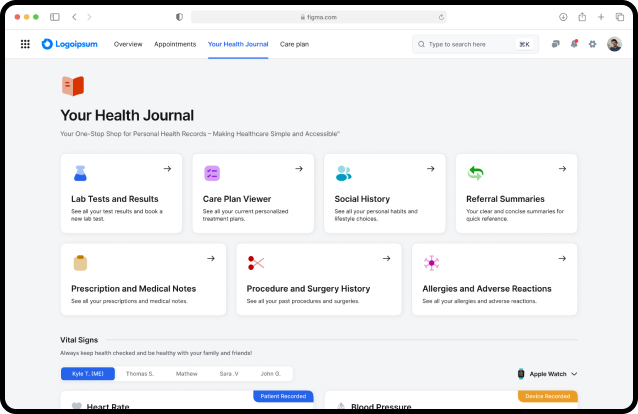 figma.com
Logoipsum
Overview
Appointments
Your Health Journal
Care plan
Type to search here
⌘K
Your Health Journal
Your One-Stop Shop for Personal Health Records – Making Healthcare Simple and Accessible"
Lab Tests and Results
See all your test results and book a
new lab test.
Care Plan Viewer
See all your current personalized
treatment plans.
Social History
See all your personal habits and
lifestyle choices.
Referral Summaries
Your clear and concise summaries for
quick reference.
Prescription and Medical Notes
See all your prescriptions and medical notes.
Procedure and Surgery History
See all your past procedures and surgeries.
Allergies and Adverse Reactions
See all your allergies and adverse reactions.
Vital Signs
Always keep health checked and be healthy with your family and friends!
Kyle T. (ME)
Thomas S.
Mathew
Sara .V
John G.
Apple Watch
Patient Recorded
Heart Rate
Device Recorded
Blood Pressure